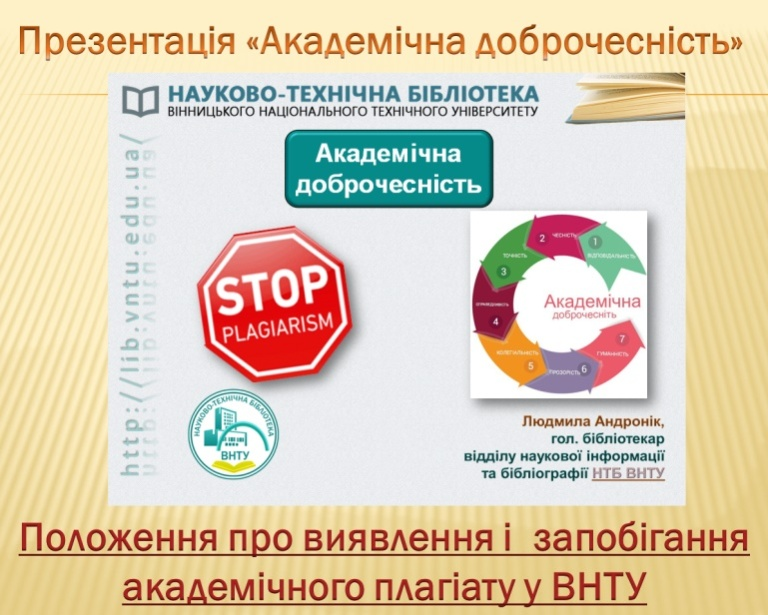 Презентація «Академічна доброчесність»
НАУКОВО-ТЕХНІЧНА БІБЛІОТЕКА
ВІННИЦЬКОГО НАЦІОНАЛЬНОГО ТЕХНІЧНОГО УНІВЕРСИТЕТУ
http://lib.vntu.edu.ua/
Академічна
доброчесність
STOP
PLAGIARISM
1 ВІДПОВІДАЛЬНІСТЬ
2 ЧЕСНІСТЬ
ТОЧНІСТЬ
3
4
КОЛЕГІАЛЬНІСТЬ
5
ПРОЗОРІСТЬ 6
7
ГУМАННІСТЬ
Академічна
доброчесніть
НАУКОВО-ТЕХНІЧНА БІБЛІОТЕКА
ВНТУ
Людмила Андронік,
гол. бібліотекар
відділу наукової інформації
та бібліографії НТБ ВНТУ
Положення про виявлення і запобігання
академічного плагіату у ВНТУ